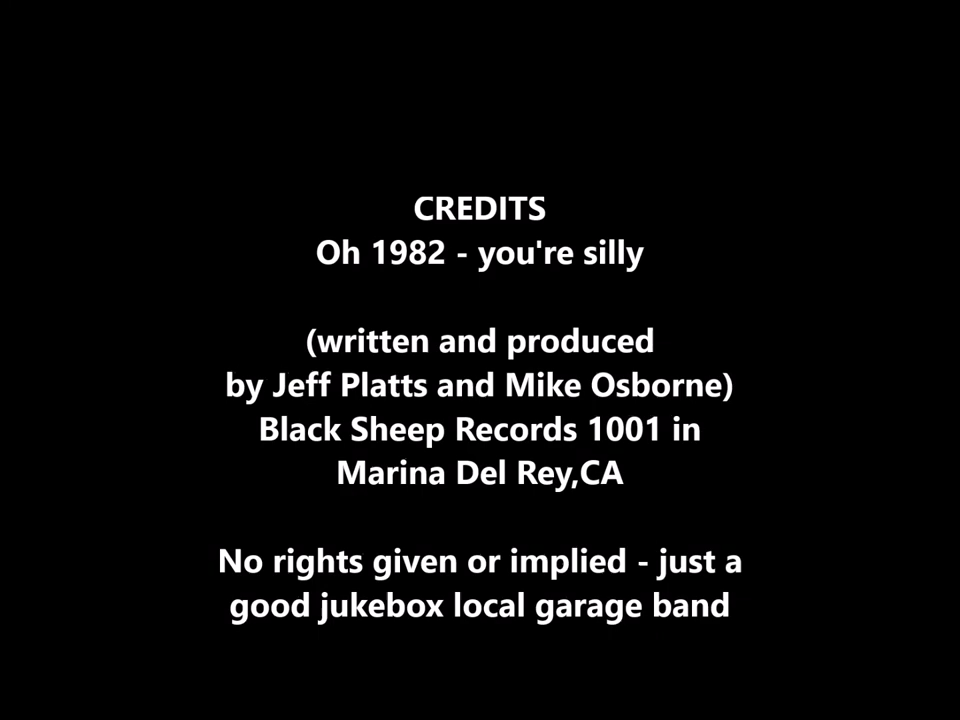 CREDITS
Oh 1982 - you're silly
(written and produced
by Jeff Platts and Mike Osborne)
Black Sheep Records 1001 in
Marina Del Rey,CA
No rights given or implied - just a
good jukebox local garage band